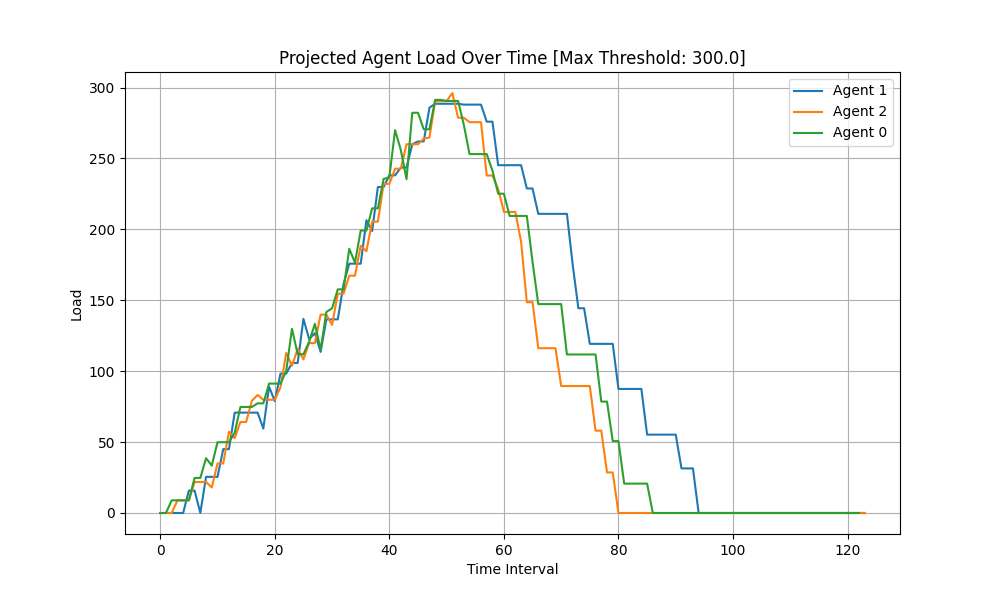 Projected Agent Load Over Time [Max Threshold: 300.0]
Agent 1
Agent 2
Agent 0
Load
300
250
200
150
100
50
0
0 20 40 60 80 100 120
Time Interval